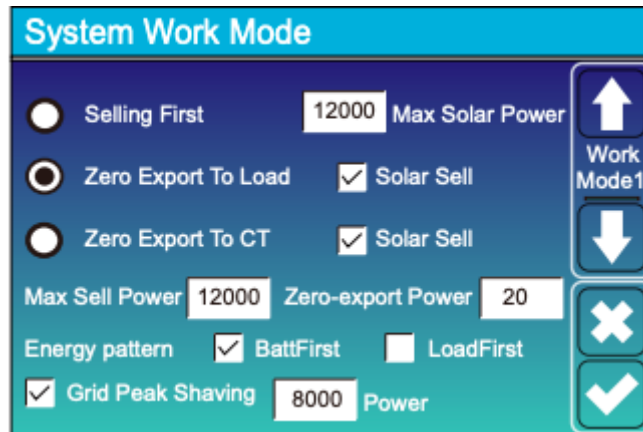 System Work Mode
Selling First 12000 Max Solar Power
Zero Export To Load Solar Sell
Zero Export To CT Solar Sell
Max Sell Power 12000 Zero-export Power 20
Energy pattern BattFirst LoadFirst
Grid Peak Shaving 8000 Power
Work
Mode1